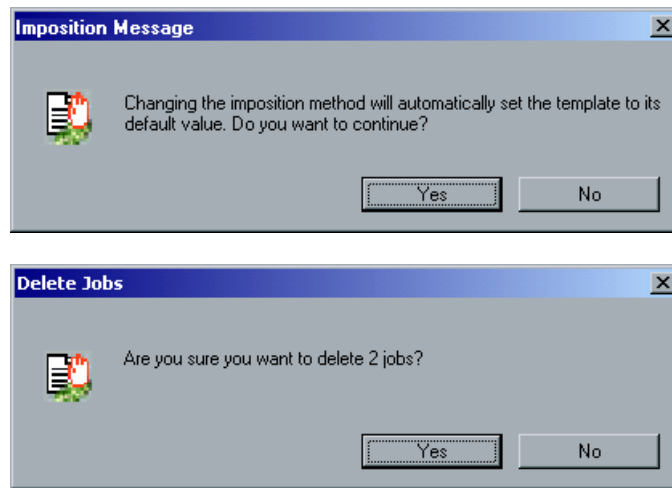 Imposition Message
Changing the imposition method will automatically set the template to its
default value. Do you want to continue?
Yes No
Delete Jobs
Are you sure you want to delete 2 jobs?
Yes No